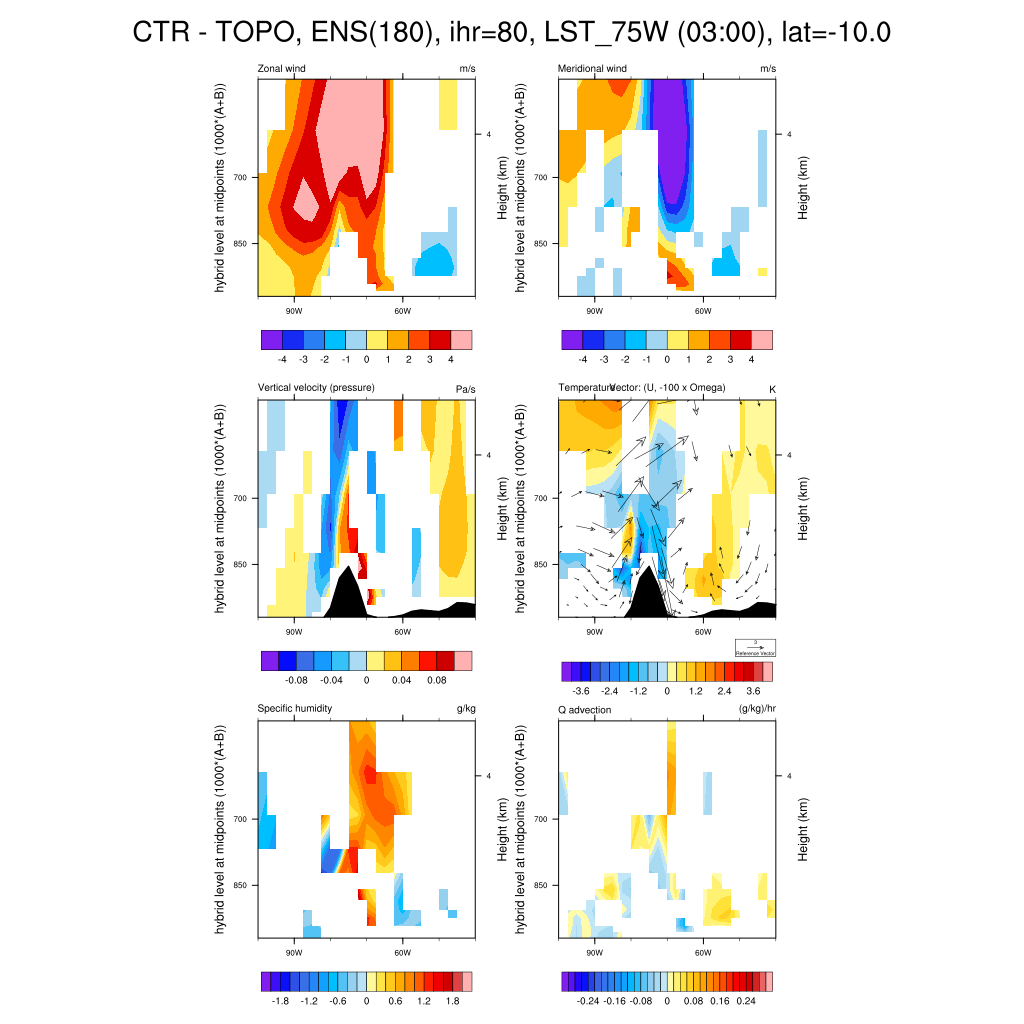 CTR - TOPO, ENS(180), ihr=80, LST_75W (03:00), lat=-10.0
Zonal wind m/s
hybrid level at midpoints (1000*(A+B))
700
850
4
Height (km)
90W 60W
-4 -3 -2 -1 0 1 2 3 4
Meridional wind m/s
hybrid level at midpoints (1000*(A+B))
700
850
4
Height (km)
90W 60W
-4 -3 -2 -1 0 1 2 3 4
Vertical velocity (pressure) Pa/s
hybrid level at midpoints (1000*(A+B))
700
850
4
Height (km)
90W 60W
-0.08 -0.04 0 0.04 0.08
Temperature Vector: (U, -100 x Omega) K
hybrid level at midpoints (1000*(A+B))
700
850
4
Height (km)
90W 60W
3
Reference Vector
-3.6 -2.4 -1.2 0 1.2 2.4 3.6
Specific humidity g/kg
hybrid level at midpoints (1000*(A+B))
700
850
4
Height (km)
90W 60W
-1.8 -1.2 -0.6 0 0.6 1.2 1.8
Q advection (g/kg)/hr
hybrid level at midpoints (1000*(A+B))
700
850
4
Height (km)
90W 60W
-0.24 -0.16 -0.08 0 0.08 0.16 0.24